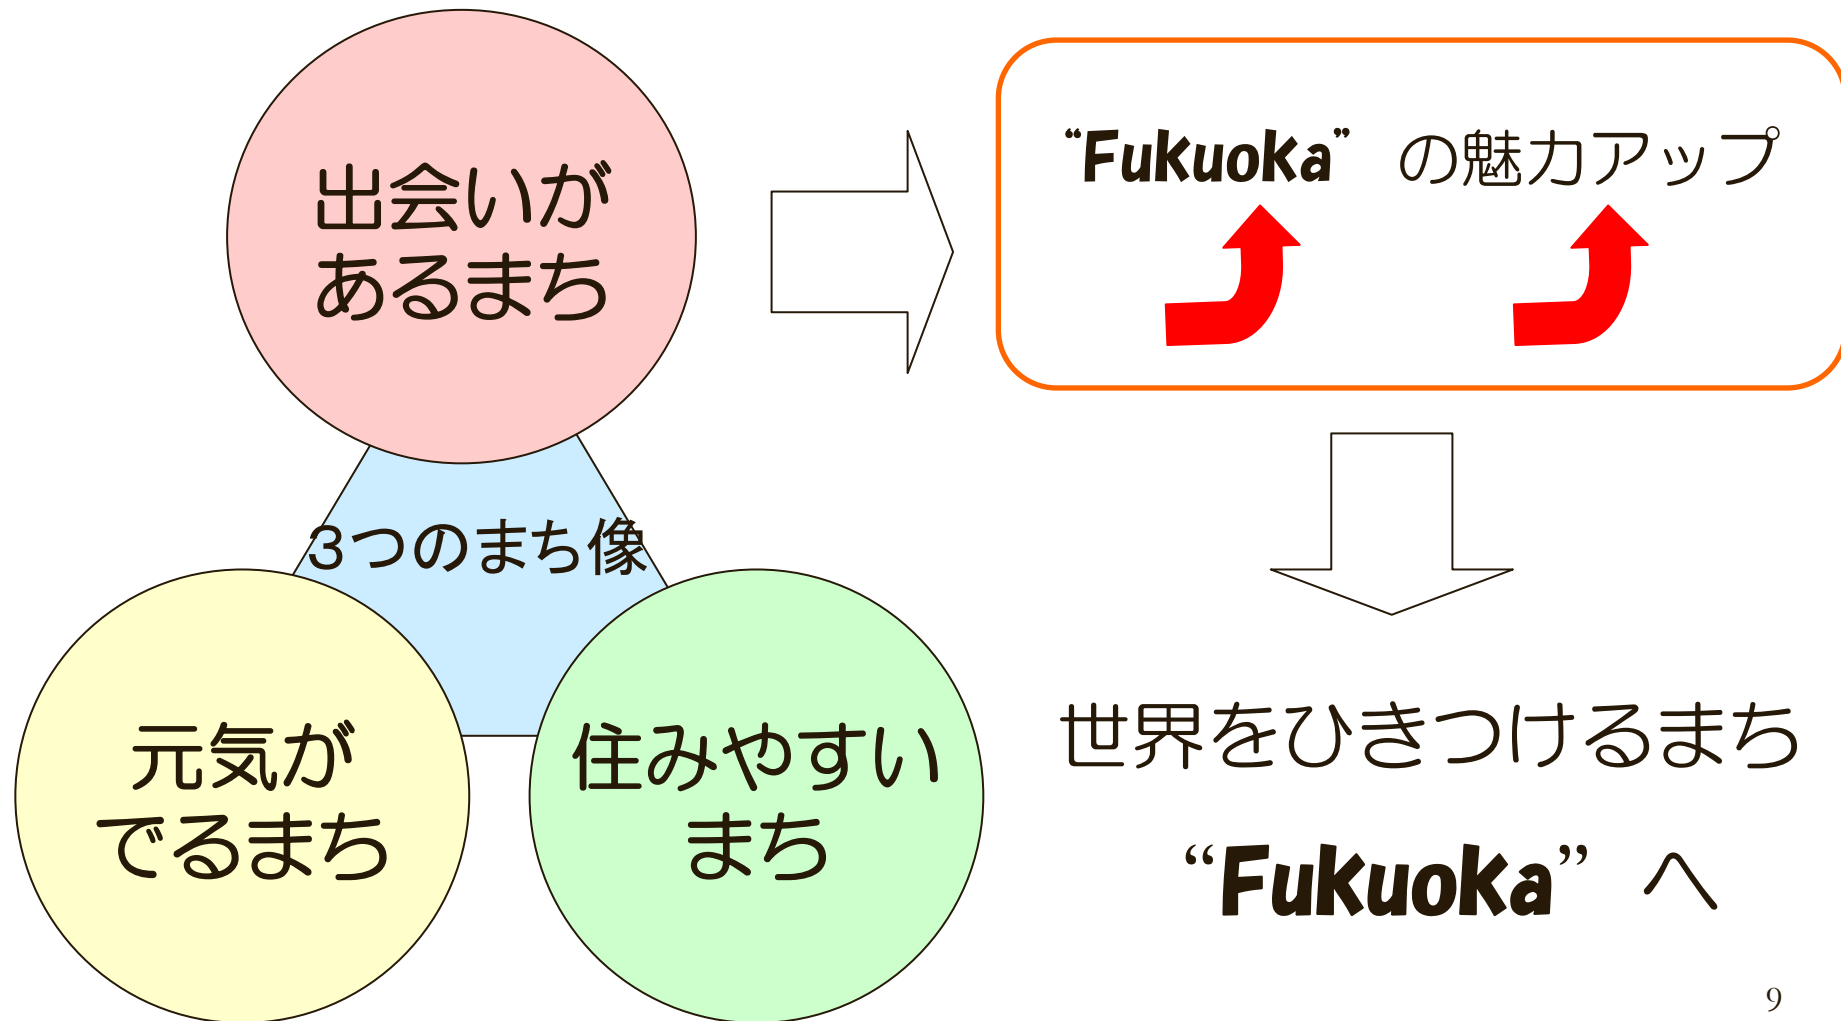 出会いが
あるまち
3つのまち像
元気が
でるまち
住みやすい
まち
“Fukuoka” の魅力アップ
世界をひきつけるまち
“Fukuoka” へ
9